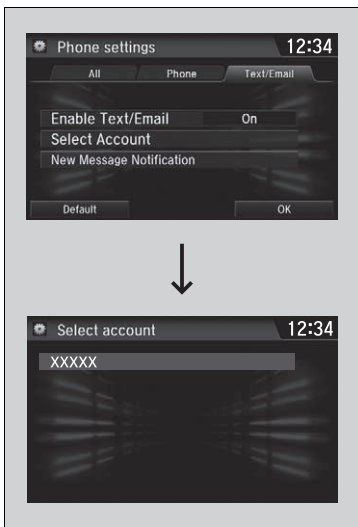 Phone settings 12:34
All Phone Text/Email
Enable Text/Email On
Select Account
New Message Notification
Default OK
Select account 12:34
XXXXX